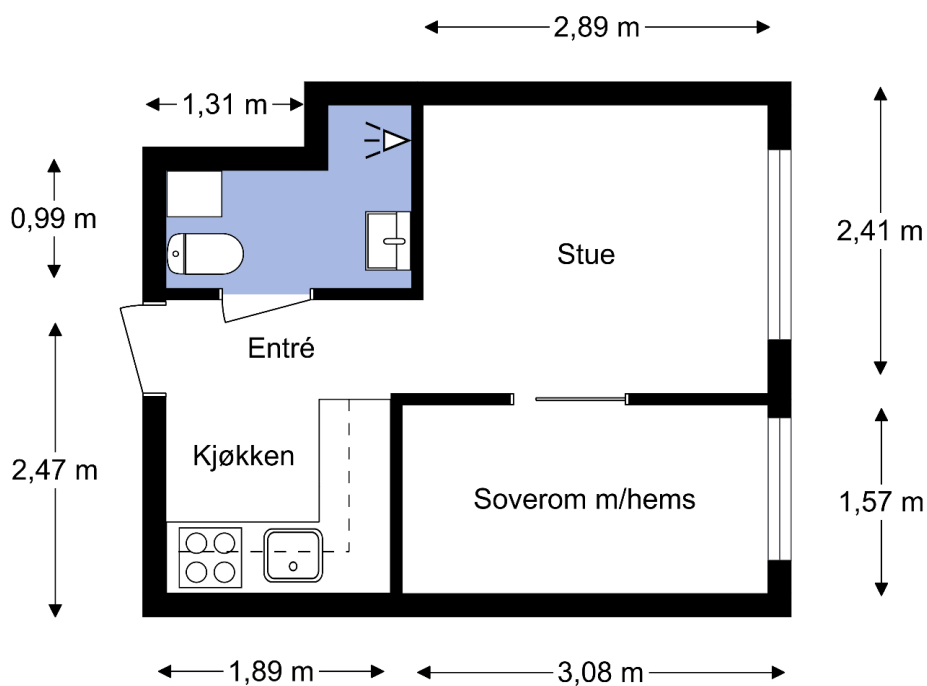 2,89 m
1,31 m
0,99 m
2,41 m
Stue
Entré
Kjøkken
2,47 m
Soverom m/hems
1,57 m
1,89 m
3,08 m